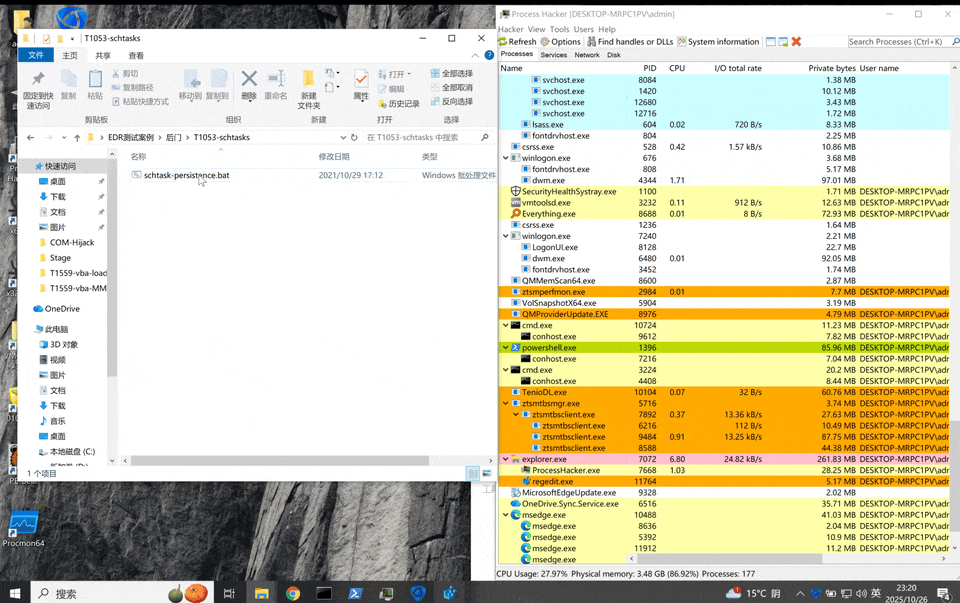 T1053-schtasks
文件
主页
共享
查看
固定到快速访问
复制
粘贴
剪切
复制路径
粘贴快捷方式
剪贴板
移动到
复制到
删除
重命名
组织
新建
文件夹
新建
属性
打开
编辑
历史记录
打开
全部选择
全部取消
反向选择
选择
EDR测试案例 > 后门 > T1053-schtasks
在 T1053-schtasks 中搜索
名称
修改日期
类型
schtask-persistence.bat
2021/10/29 17:12
Windows 批处理文件
快速访问
桌面
下载
文档
图片
COM-Hijack
Stage
T1559-vba-load
T1559-vba-MM
OneDrive
此电脑
3D 对象
视频
图片
文档
下载
音乐
桌面
本地磁盘 (C:)
1 个项目
Procmon64
Process Hacker [DESKTOP-MRPC1PV\admin]
Hacker View Tools Users Help
Refresh Options Find handles or DLLs System information
Search Processes (Ctrl+K)
Processes Services Network Disk
Name PID CPU I/O total rate Private bytes User name
svchost.exe 8084 1.38 MB
svchost.exe 1420 10.12 MB
svchost.exe 12680 3.43 MB
svchost.exe 12716 1.72 MB
lsass.exe 604 0.02 720 B/s 8.33 MB
fontdrvhost.exe 804 2.25 MB
csrss.exe 528 0.42 1.57 kB/s 10.86 MB
winlogon.exe 676 3.68 MB
fontdrvhost.exe 808 5.17 MB
dwm.exe 4344 1.71 97.01 MB
SecurityHealthSystray.exe 1100 1.71 MB DESKTOP-MRPC1PV\adr
vmtoolsd.exe 3232 0.11 912 B/s 12.63 MB DESKTOP-MRPC1PV\adr
Everything.exe 8688 0.01 8 B/s 72.93 MB DESKTOP-MRPC1PV\adr
csrss.exe 1236 1.64 MB
winlogon.exe 7240 2.21 MB
LogonUI.exe 8128 22.7 MB
dwm.exe 6480 0.01 92.05 MB
fontdrvhost.exe 3452 1.74 MB
QMMemScan64.exe 8600 2.87 MB
ztsmperfmon.exe 2984 0.01 7.7 MB DESKTOP-MRPC1PV\adr
VolSnapshotX64.exe 5904 3.19 MB
QMProviderUpdate.EXE 8976 4.79 MB DESKTOP-MRPC1PV\adr
cmd.exe 10724 11.23 MB DESKTOP-MRPC1PV\adr
conhost.exe 9612 7.82 MB DESKTOP-MRPC1PV\adr
powershell.exe 1396 85.96 MB DESKTOP-MRPC1PV\adr
conhost.exe 7216 7.04 MB DESKTOP-MRPC1PV\adr
cmd.exe 3224 20.2 MB DESKTOP-MRPC1PV\adr
conhost.exe 4408 8.44 MB DESKTOP-MRPC1PV\adr
TenioDL.exe 10104 0.07 32 B/s 60.76 MB DESKTOP-MRPC1PV\adr
ztsmtbsmgr.exe 5716 3.74 MB DESKTOP-MRPC1PV\adr
ztsmtbsclient.exe 7892 0.37 13.36 kB/s 27.63 MB DESKTOP-MRPC1PV\adr
ztsmtbsclient.exe 6216 112 B/s 10.49 MB DESKTOP-MRPC1PV\adr
ztsmtbsclient.exe 9484 0.91 13.25 kB/s 87.75 MB DESKTOP-MRPC1PV\adr
ztsmtbsclient.exe 8588 44.38 MB DESKTOP-MRPC1PV\adr
explorer.exe 7072 6.80 24.82 kB/s 261.83 MB DESKTOP-MRPC1PV\adr
ProcessHacker.exe 7668 1.03 28.25 MB DESKTOP-MRPC1PV\adr
regedit.exe 11764 5.17 MB DESKTOP-MRPC1PV\adr
MicrosoftEdgeUpdate.exe 9328 2.02 MB
OneDrive.Sync.Service.exe 6516 35.71 MB DESKTOP-MRPC1PV\adr
msedge.exe 10488 41.03 MB DESKTOP-MRPC1PV\adr
msedge.exe 8636 2.04 MB DESKTOP-MRPC1PV\adr
msedge.exe 5392 10.9 MB DESKTOP-MRPC1PV\adr
msedge.exe 11912 11.2 MB DESKTOP-MRPC1PV\adr
msedge.exe
CPU Usage: 27.97% Physical memory: 3.48 GB (86.92%) Processes: 177
搜索
15°C 阴
英
23:20
2025/10/26